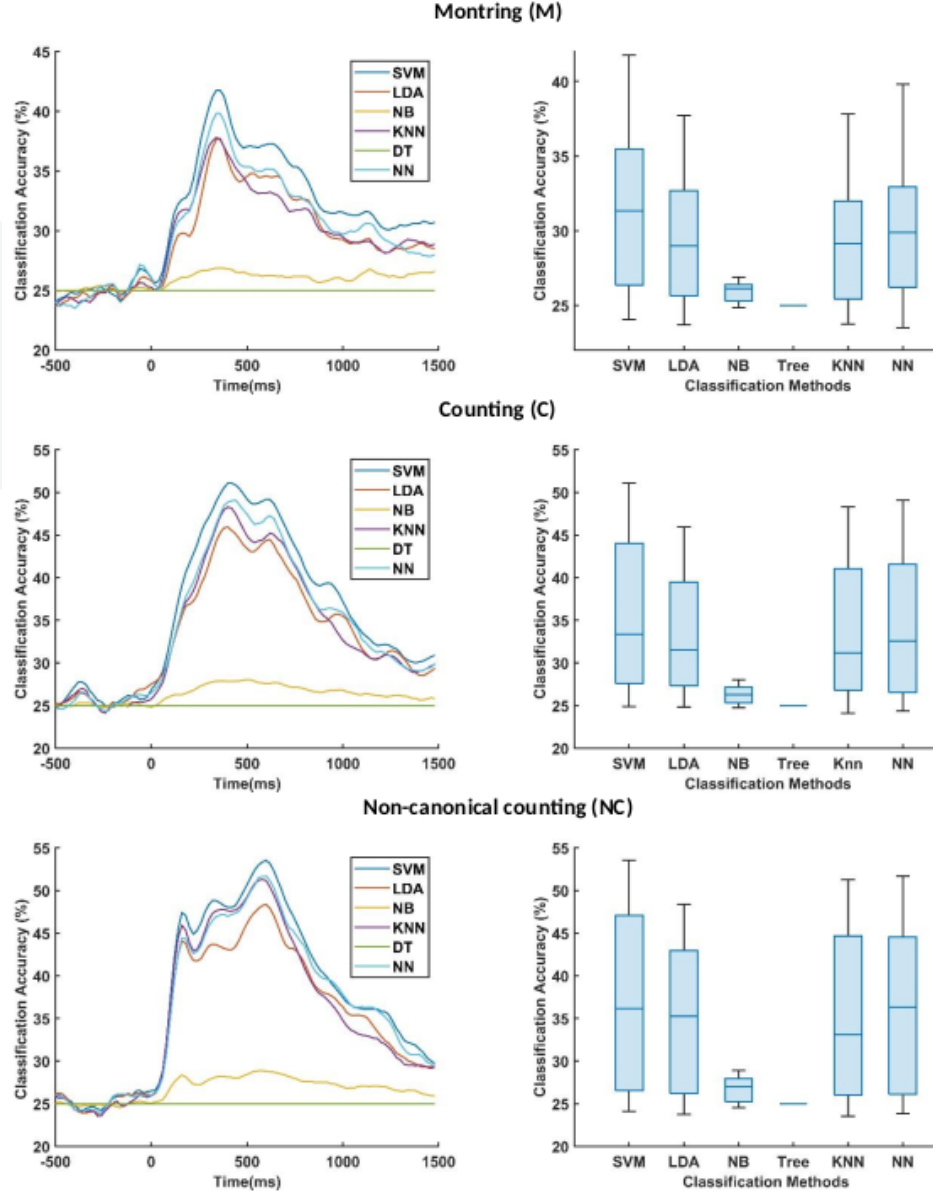 Montring (M)
45
40
35
30
25
20
Classification Accuracy (%)
-500 0 500 1000 1500
Time(ms)
SVM
LDA
NB
KNN
DT
NN
40
35
30
25
Classification Accuracy (%)
SVM LDA NB Tree KNN NN
Classification Methods
Counting (C)
55
50
45
40
35
30
25
20
Classification Accuracy (%)
-500 0 500 1000 1500
Time(ms)
SVM
LDA
NB
KNN
DT
NN
55
50
45
40
35
30
25
20
Classification Accuracy (%)
SVM LDA NB Tree Knn NN
Classification Methods
Non-canonical counting (NC)
55
50
45
40
35
30
25
20
Classification Accuracy (%)
-500 0 500 1000 1500
Time(ms)
SVM
LDA
NB
KNN
DT
NN
55
50
45
40
35
30
25
20
Classification Accuracy (%)
SVM LDA NB Tree KNN NN
Classification Methods